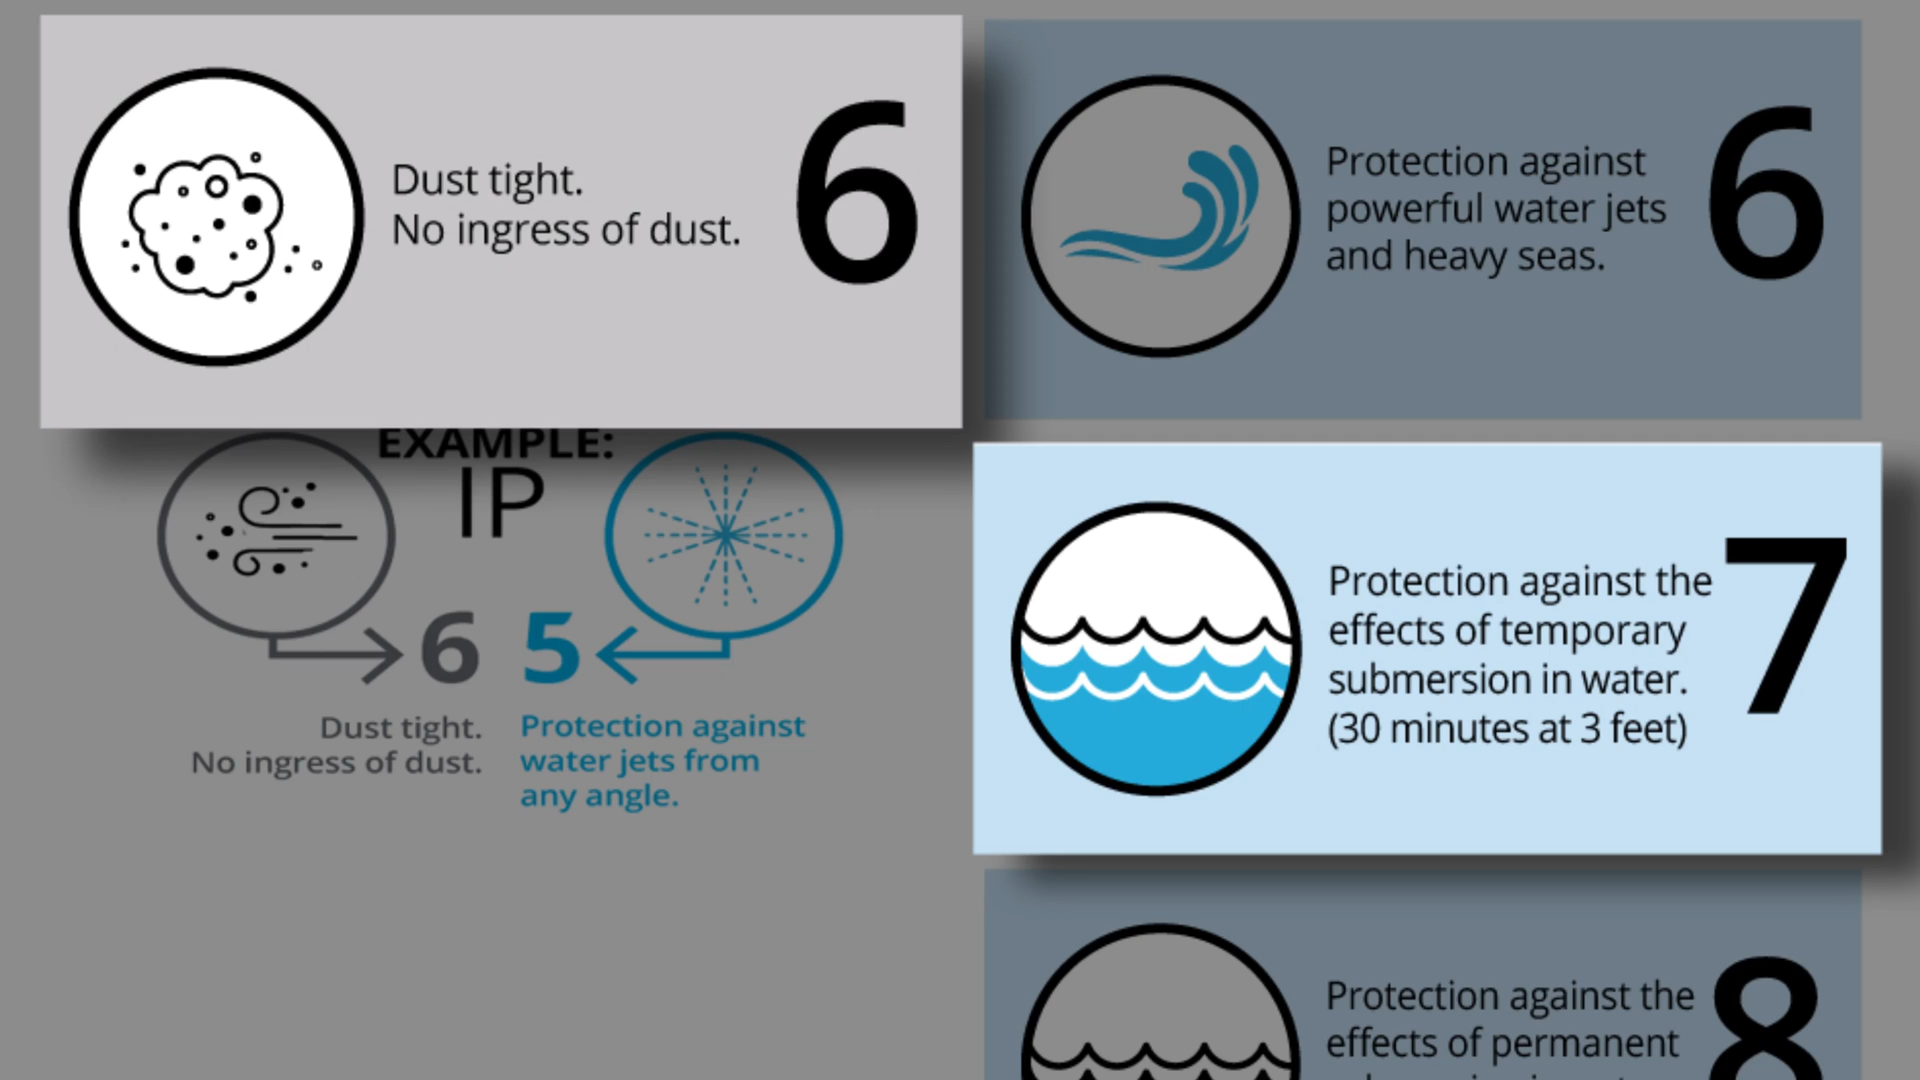 Dust tight.
No ingress of dust.
6
Protection against
powerful water jets
and heavy seas.
6
EXAMPLE:
IP
6 5
Dust tight.
No ingress of dust.
Protection against
water jets from
any angle.
Protection against the
effects of temporary
submersion in water.
(30 minutes at 3 feet)
7
Protection against the
effects of permanent
8